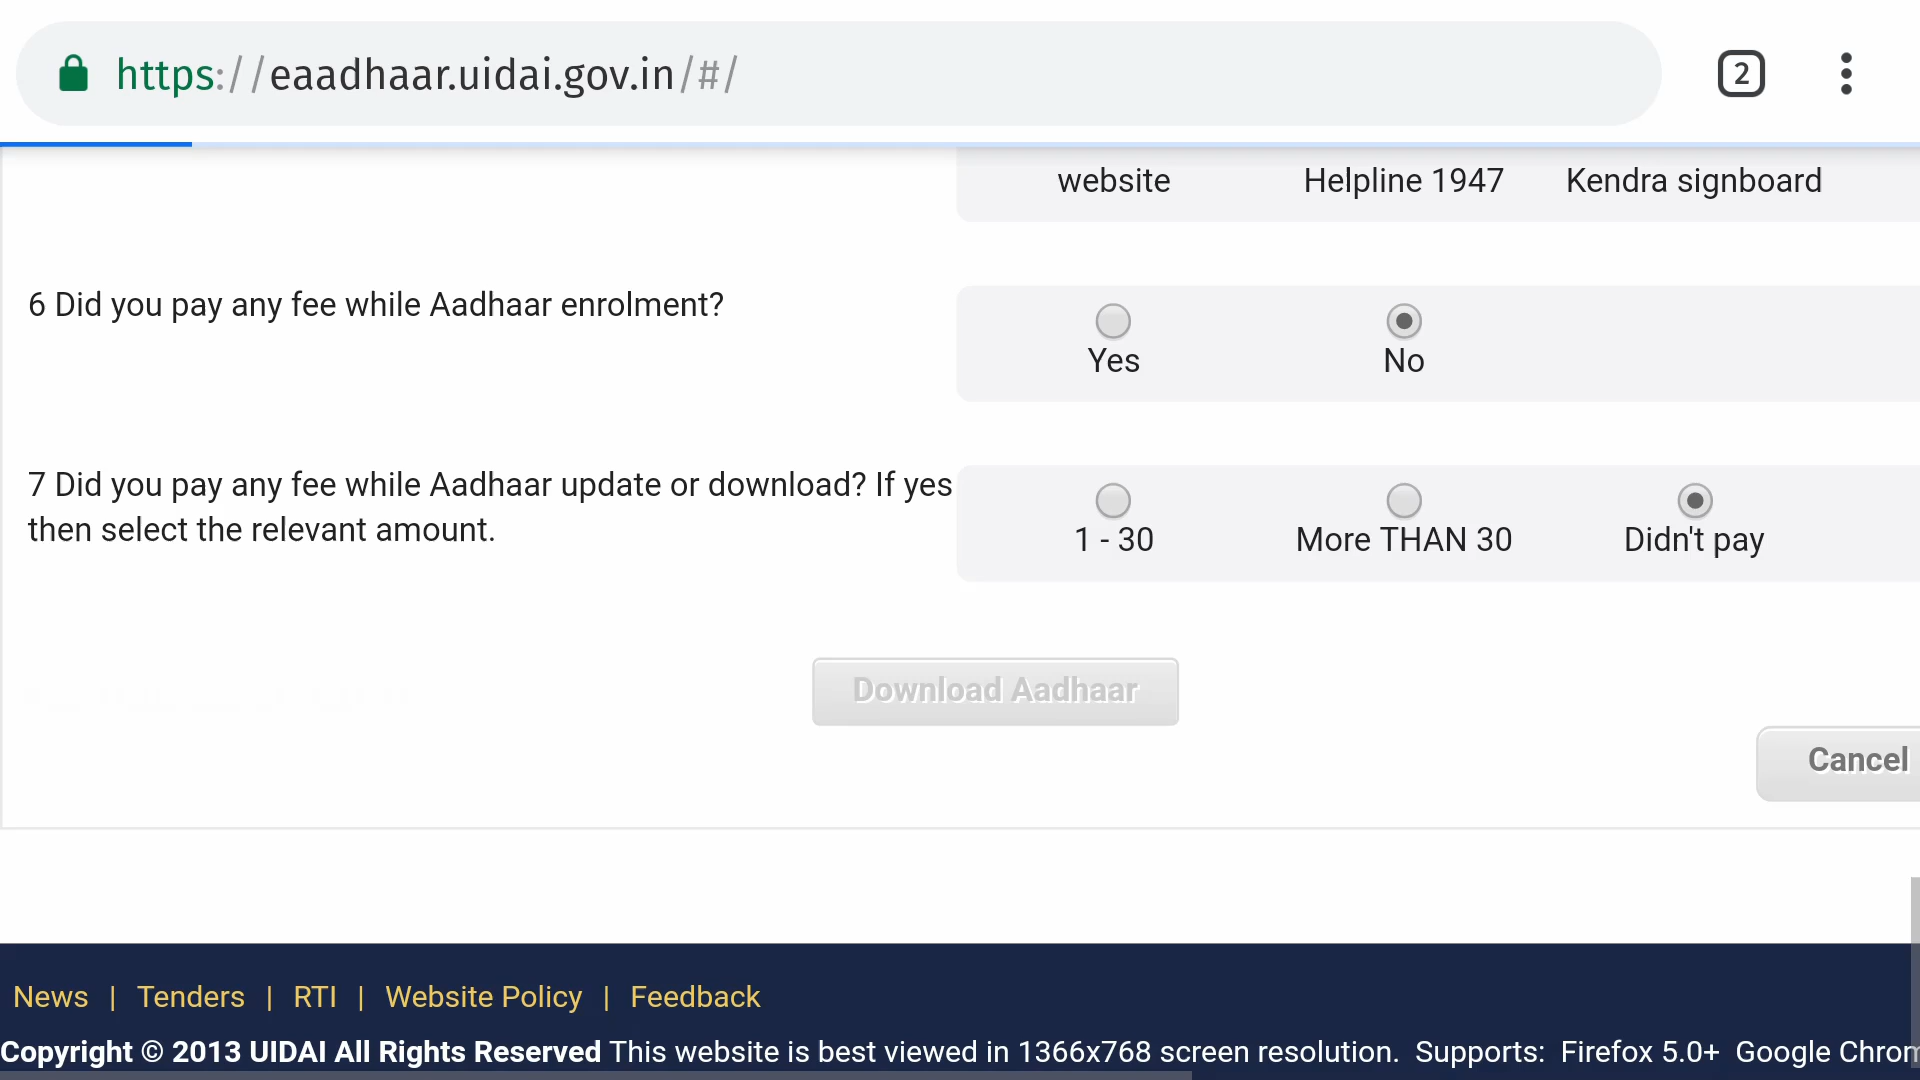 https://eaadhaar.uidai.gov.in/#/
2
website Helpline 1947 Kendra signboard
6 Did you pay any fee while Aadhaar enrolment?
Yes No
7 Did you pay any fee while Aadhaar update or download? If yes
then select the relevant amount.
1 - 30 More THAN 30 Didn't pay
Download Aadhaar
Cancel
News | Tenders | RTI | Website Policy | Feedback
Copyright © 2013 UIDAI All Rights Reserved This website is best viewed in 1366x768 screen resolution. Supports: Firefox 5.0+ Google